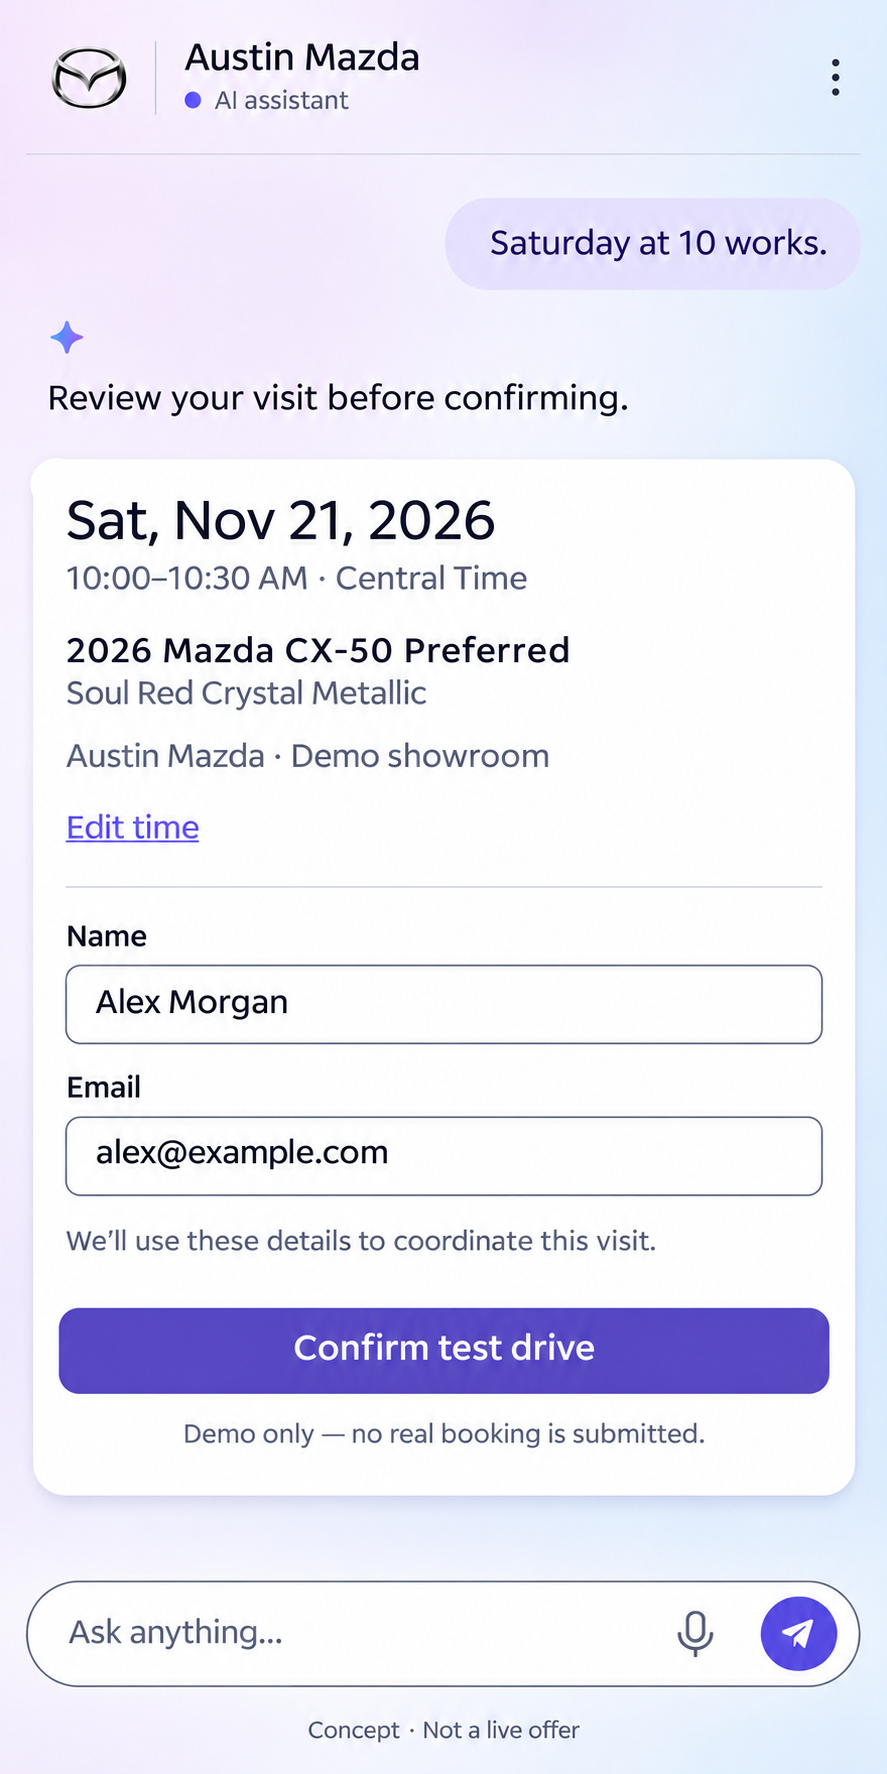 Austin Mazda
AI assistant
Saturday at 10 works.
Review your visit before confirming.
Sat, Nov 21, 2026
10:00–10:30 AM · Central Time
2026 Mazda CX-50 Preferred
Soul Red Crystal Metallic
Austin Mazda · Demo showroom
Edit time
Name
Alex Morgan
Email
alex@example.com
We’ll use these details to coordinate this visit.
Confirm test drive
Demo only — no real booking is submitted.
Ask anything...
Concept · Not a live offer